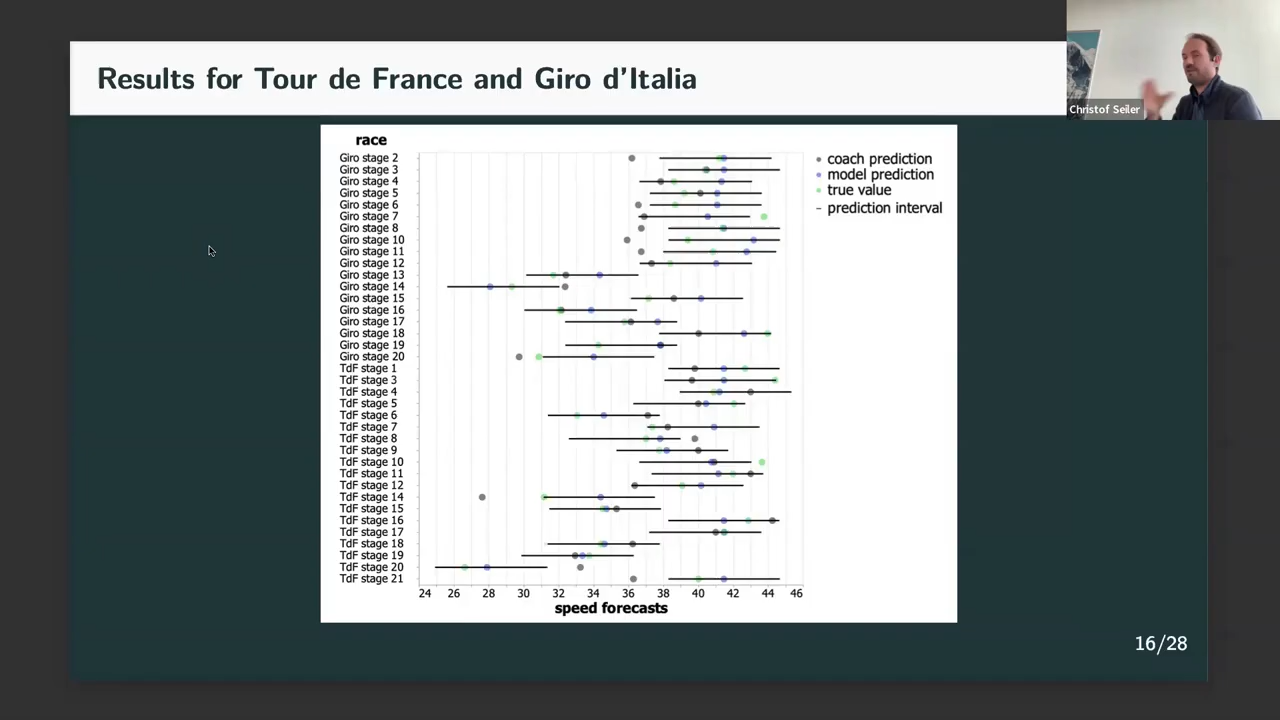 Results for Tour de France and Giro d'Italia
Christof Seiler
race
Giro stage 2
Giro stage 3
Giro stage 4
Giro stage 5
Giro stage 6
Giro stage 7
Giro stage 8
Giro stage 10
Giro stage 11
Giro stage 12
Giro stage 13
Giro stage 14
Giro stage 15
Giro stage 16
Giro stage 17
Giro stage 18
Giro stage 19
Giro stage 20
TdF stage 1
TdF stage 3
TdF stage 4
TdF stage 5
TdF stage 6
TdF stage 7
TdF stage 8
TdF stage 9
TdF stage 10
TdF stage 11
TdF stage 12
TdF stage 14
TdF stage 15
TdF stage 16
TdF stage 17
TdF stage 18
TdF stage 19
TdF stage 20
TdF stage 21
24 26 28 30 32 34 36 38 40 42 44 46
speed forecasts
coach prediction
model prediction
true value
prediction interval
16/28